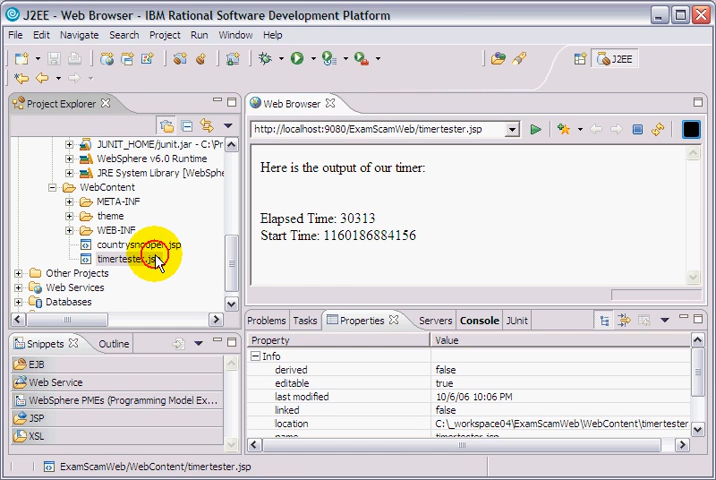 J2EE - Web Browser - IBM Rational Software Development Platform
File Edit Navigate Search Project Run Window Help
J2EE
Project Explorer
JUNIT_HOME/junit.jar - C:\Pr
WebSphere v6.0 Runtime
JRE System Library [WebSphe
WebContent
META-INF
theme
WEB-INF
countrysnooper.jsp
timertester.jsp
Other Projects
Web Services
Databases
Web Browser
http://localhost:9080/ExamScamWeb/timertester.jsp
Here is the output of our timer:
Elapsed Time: 30313
Start Time: 1160186884156
Snippets Outline
EJB
Web Service
WebSphere PMEs (Programming Model Ex...
JSP
XSL
Problems Tasks Properties Servers Console JUnit
Property Value
Info
derived false
editable true
last modified 10/6/06 10:06 PM
linked false
location C:\_workspace04\ExamScamWeb\WebContent\timertester
name timertester.jsp
ExamScamWeb/WebContent/timertester.jsp